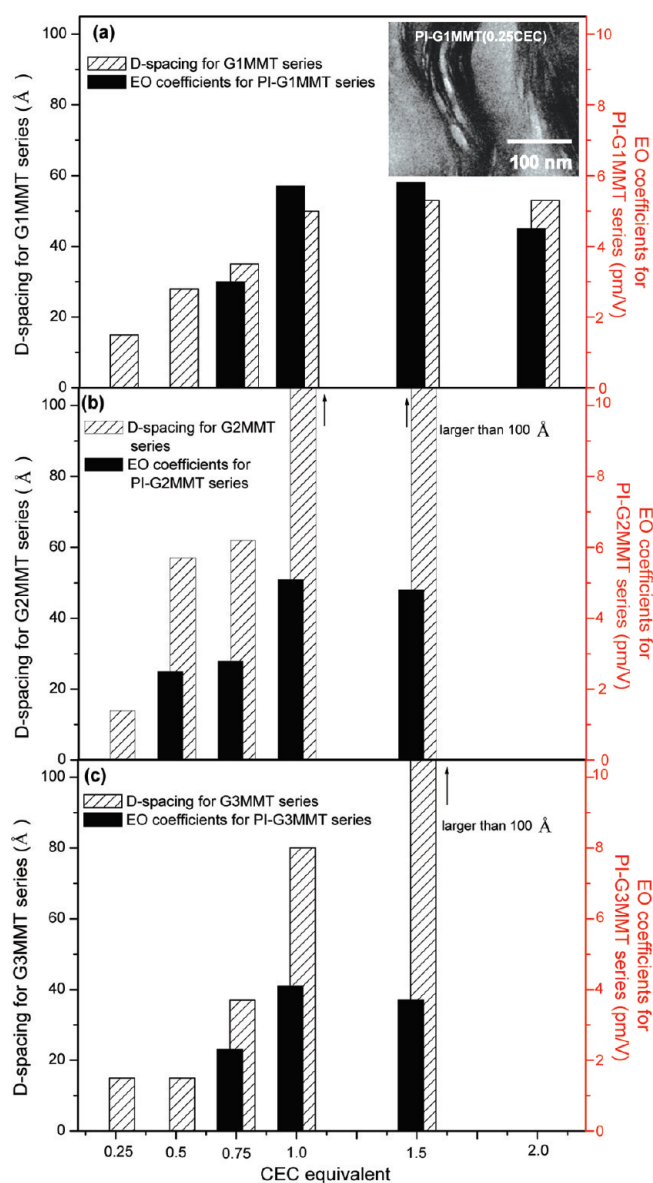 (a)
D-spacing for G1MMT series
EO coefficients for PI-G1MMT series
PI-G1MMT(0.25CEC)
100 nm
D-spacing for G1MMT series (Å)
100
80
60
40
20
0
EO coefficients for
PI-G1MMT series (pm/V)
10
8
6
4
2
0
(b)
D-spacing for G2MMT
series
EO coefficients for
PI-G2MMT series
larger than 100 Å
D-spacing for G2MMT series (Å)
100
80
60
40
20
0
EO coefficients for
PI-G2MMT series (pm/V)
10
8
6
4
2
0
(c)
D-spacing for G3MMT series
EO coefficients for PI-G3MMT series
larger than 100 Å
D-spacing for G3MMT series (Å)
100
80
60
40
20
0
EO coefficients for
PI-G3MMT series (pm/V)
10
8
6
4
2
0
0.25 0.5 0.75 1.0 1.5 2.0
CEC equivalent